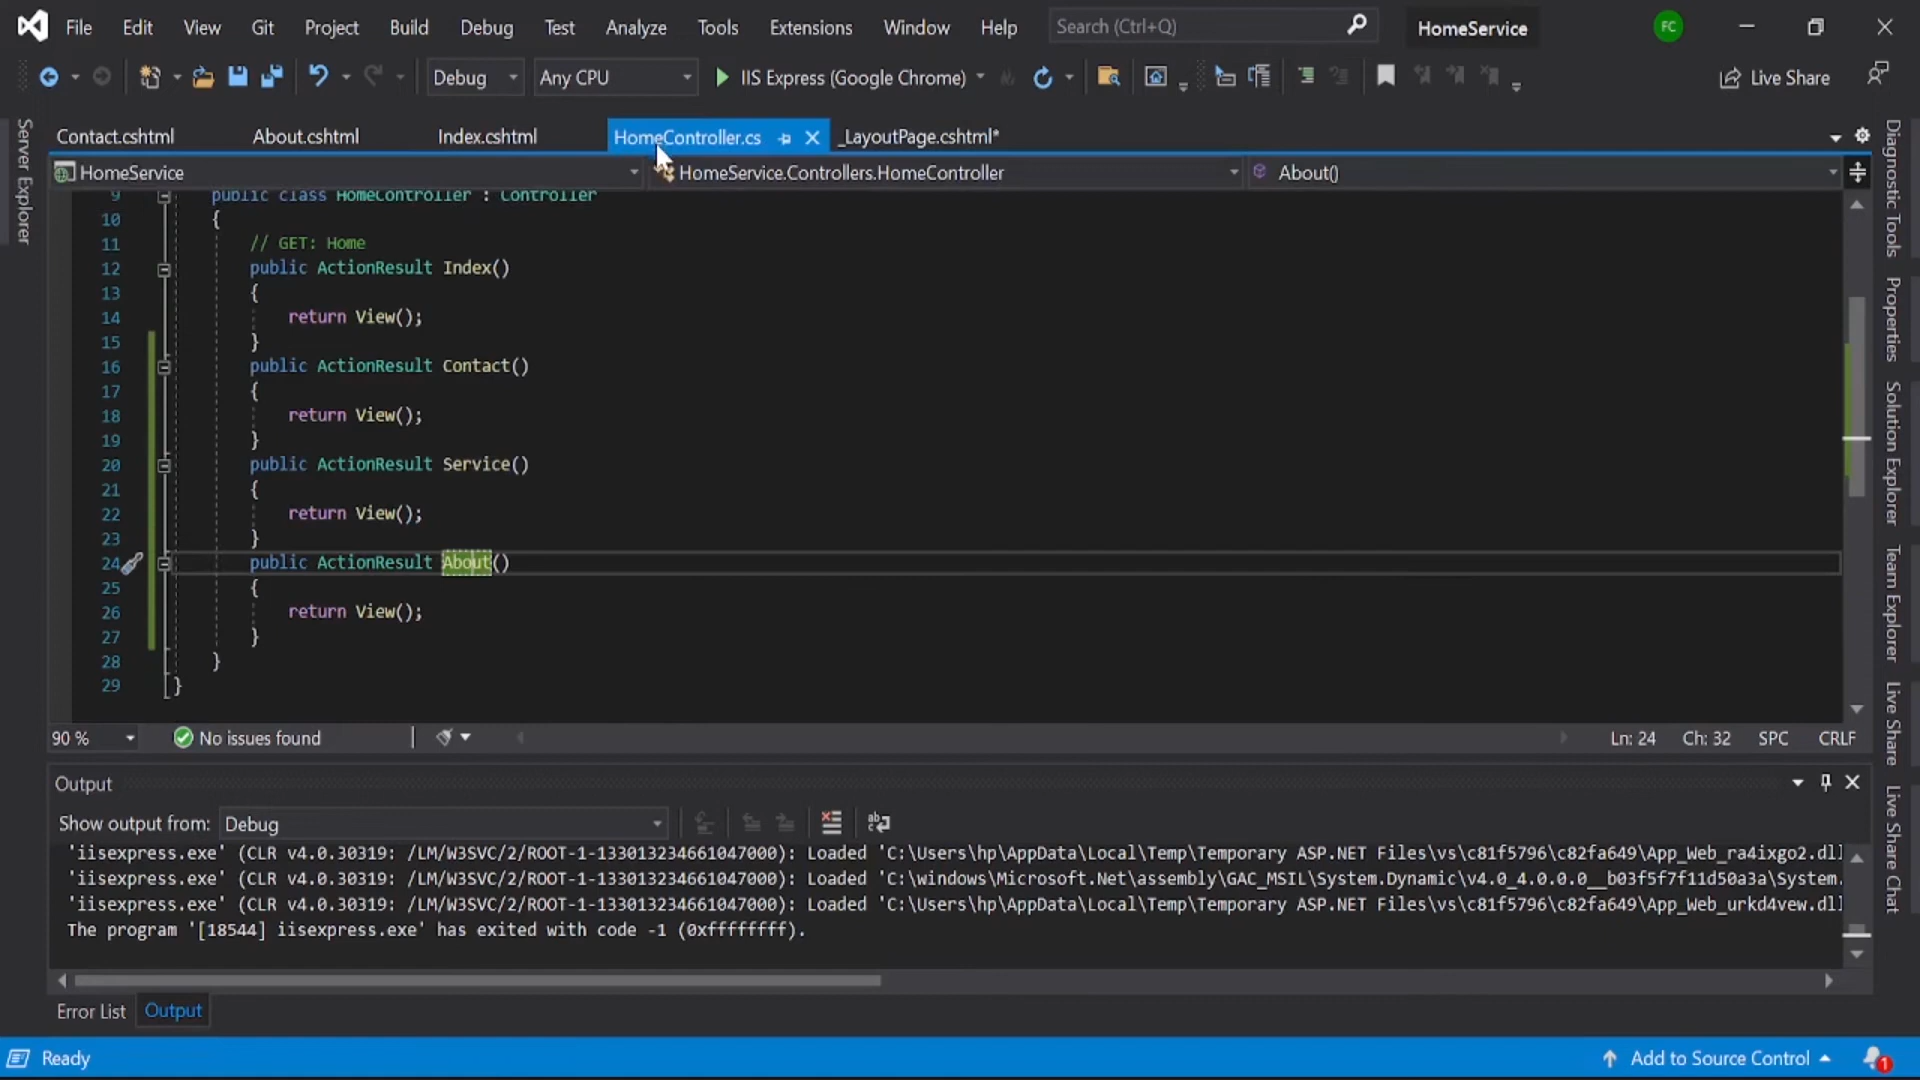 File Edit View Git Project Build Debug Test Analyze Tools Extensions Window Help Search (Ctrl+Q) HomeService FC
Debug Any CPU IIS Express (Google Chrome) Live Share
Contact.cshtml About.cshtml Index.cshtml HomeController.cs _LayoutPage.cshtml*
HomeService HomeService.Controllers.HomeController About()
9 public class HomeController : Controller
10 {
11 // GET: Home
12 public ActionResult Index()
13 {
14 return View();
15 }
16 public ActionResult Contact()
17 {
18 return View();
19 }
20 public ActionResult Service()
21 {
22 return View();
23 }
24 public ActionResult About()
25 {
26 return View();
27 }
28 }
29 }
90 % No issues found Ln: 24 Ch: 32 SPC CRLF
Output
Show output from: Debug
'iisexpress.exe' (CLR v4.0.30319: /LM/W3SVC/2/ROOT-1-133013234661047000): Loaded 'C:\Users\hp\AppData\Local\Temp\Temporary ASP.NET Files\vs\c81f5796\c82fa649\App_Web_ra4ixgo2.dll
'iisexpress.exe' (CLR v4.0.30319: /LM/W3SVC/2/ROOT-1-133013234661047000): Loaded 'C:\windows\Microsoft.Net\assembly\GAC_MSIL\System.Dynamic\v4.0_4.0.0.0__b03f5f7f11d50a3a\System.
'iisexpress.exe' (CLR v4.0.30319: /LM/W3SVC/2/ROOT-1-133013234661047000): Loaded 'C:\Users\hp\AppData\Local\Temp\Temporary ASP.NET Files\vs\c81f5796\c82fa649\App_Web_urkd4vew.dll
The program '[18544] iisexpress.exe' has exited with code -1 (0xffffffff).
Error List Output
Ready Add to Source Control 1
Server Explorer
Diagnostic Tools
Properties
Solution Explorer
Team Explorer
Live Share
Live Share Chat